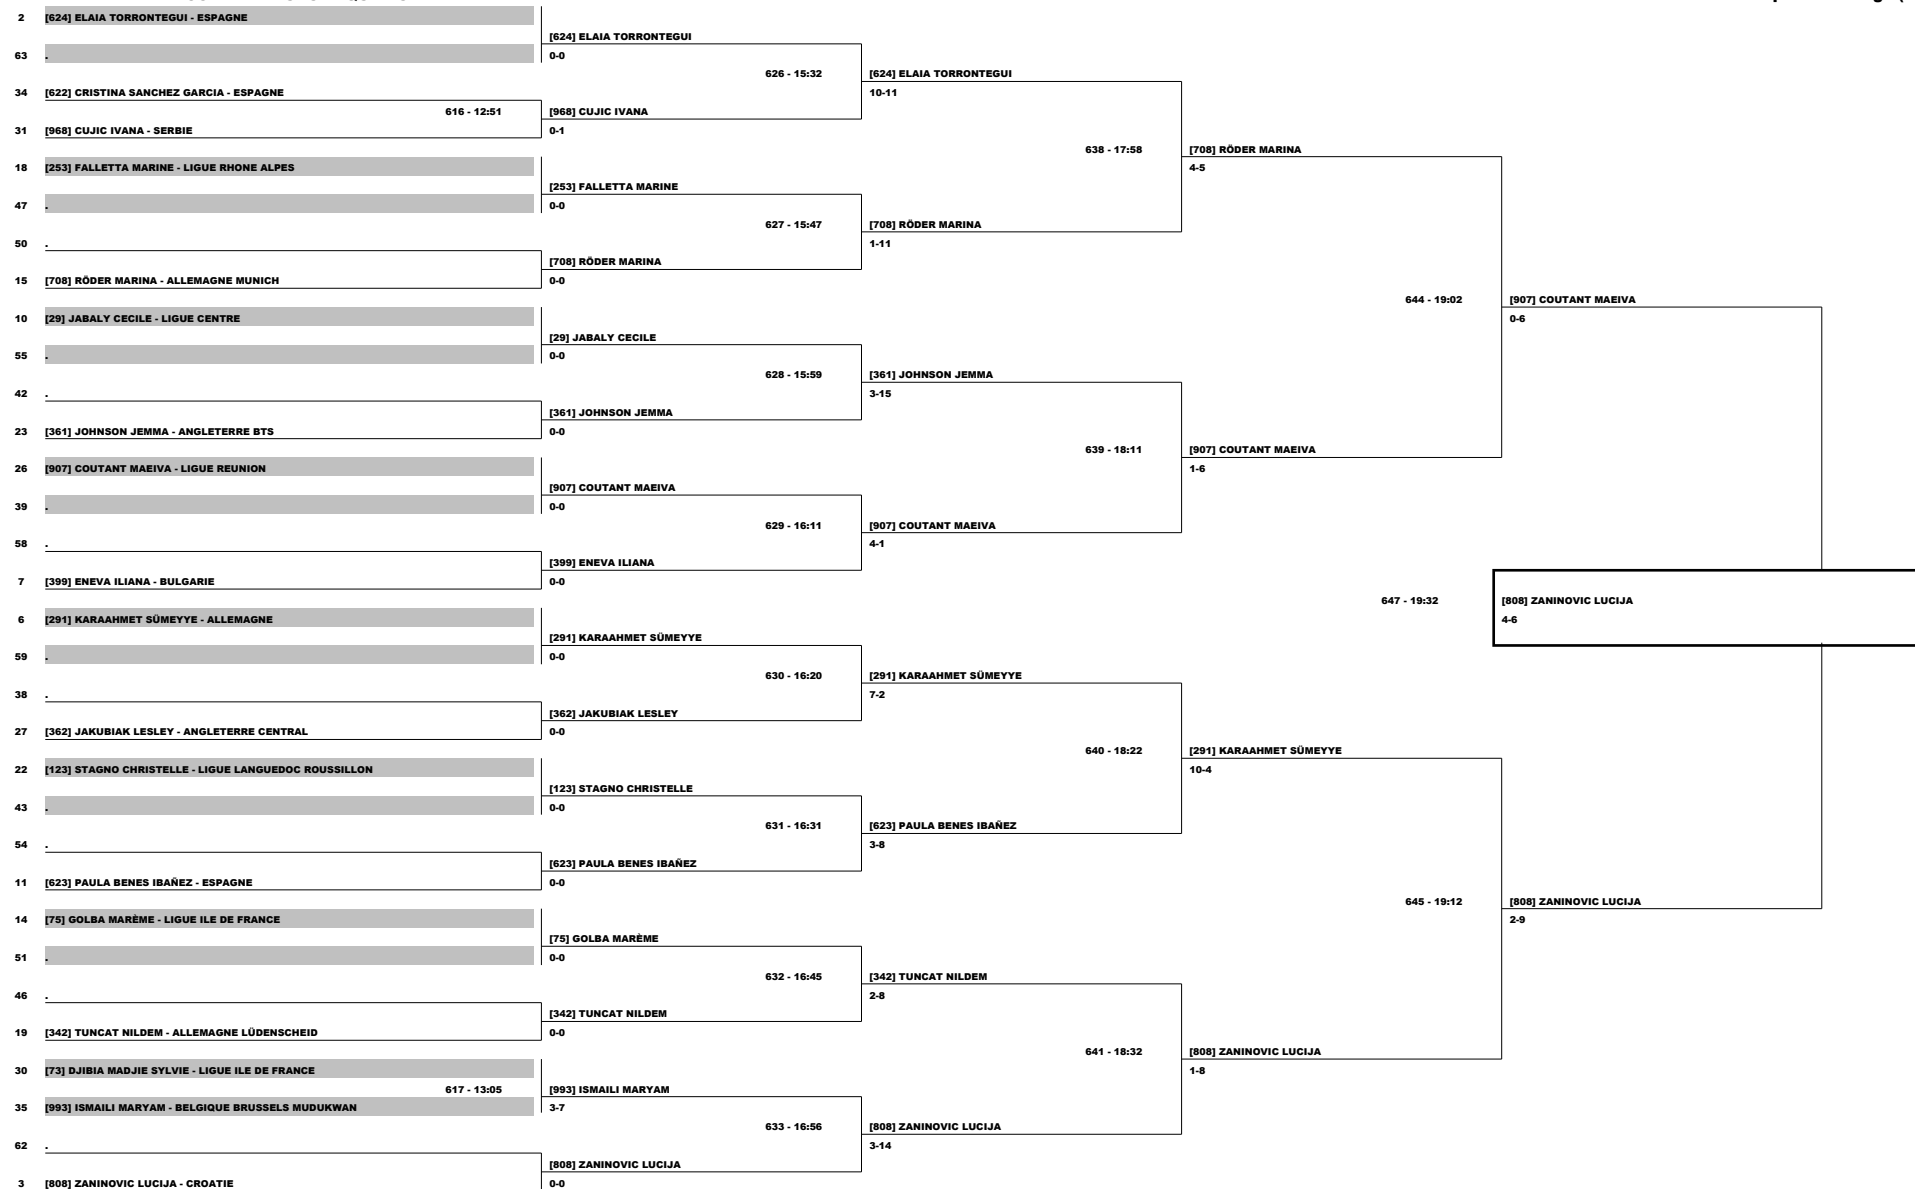 2 [624] ELAIA TORRONTEGUI - ESPAGNE
[624] ELAIA TORRONTEGUI
63 .
0-0
626 - 15:32
[624] ELAIA TORRONTEGUI
34 [622] CRISTINA SANCHEZ GARCIA - ESPAGNE
10-11
616 - 12:51
[968] CUJIC IVANA
31 [968] CUJIC IVANA - SERBIE
0-1
638 - 17:58
[708] RÖDER MARINA
18 [253] FALLETTA MARINE - LIGUE RHONE ALPES
4-5
[253] FALLETTA MARINE
47 .
0-0
627 - 15:47
[708] RÖDER MARINA
50 .
1-11
[708] RÖDER MARINA
15 [708] RÖDER MARINA - ALLEMAGNE MUNICH
0-0
644 - 19:02
[907] COUTANT MAEIVA
10 [29] JABALY CECILE - LIGUE CENTRE
0-6
[29] JABALY CECILE
55 .
0-0
628 - 15:59
[361] JOHNSON JEMMA
42 .
3-15
[361] JOHNSON JEMMA
23 [361] JOHNSON JEMMA - ANGLETERRE BTS
0-0
639 - 18:11
[907] COUTANT MAEIVA
26 [907] COUTANT MAEIVA - LIGUE REUNION
1-6
[907] COUTANT MAEIVA
39 .
0-0
629 - 16:11
[907] COUTANT MAEIVA
58 .
4-1
[399] ENEVA ILIANA
7 [399] ENEVA ILIANA - BULGARIE
0-0
647 - 19:32
[808] ZANINOVIC LUCIJA
6 [291] KARAAHMET SÜMEYYE - ALLEMAGNE
4-6
[291] KARAAHMET SÜMEYYE
59 .
0-0
630 - 16:20
[291] KARAAHMET SÜMEYYE
38 .
7-2
[362] JAKUBIAK LESLEY
27 [362] JAKUBIAK LESLEY - ANGLETERRE CENTRAL
0-0
640 - 18:22
[291] KARAAHMET SÜMEYYE
22 [123] STAGNO CHRISTELLE - LIGUE LANGUEDOC ROUSSILLON
10-4
[123] STAGNO CHRISTELLE
43 .
0-0
631 - 16:31
[623] PAULA BENES IBAÑEZ
54 .
3-8
[623] PAULA BENES IBAÑEZ
11 [623] PAULA BENES IBAÑEZ - ESPAGNE
0-0
645 - 19:12
[808] ZANINOVIC LUCIJA
14 [75] GOLBA MARÈME - LIGUE ILE DE FRANCE
2-9
[75] GOLBA MARÈME
51 .
0-0
632 - 16:45
[342] TUNCAT NILDEM
46 .
2-8
[342] TUNCAT NILDEM
19 [342] TUNCAT NILDEM - ALLEMAGNE LÜDENSCHEID
0-0
641 - 18:32
[808] ZANINOVIC LUCIJA
30 [73] DJIBIA MADJIE SYLVIE - LIGUE ILE DE FRANCE
1-8
617 - 13:05
[993] ISMAILI MARYAM
35 [993] ISMAILI MARYAM - BELGIQUE BRUSSELS MUDUKWAN
3-7
633 - 16:56
[808] ZANINOVIC LUCIJA
62 .
3-14
[808] ZANINOVIC LUCIJA
3 [808] ZANINOVIC LUCIJA - CROATIE
0-0